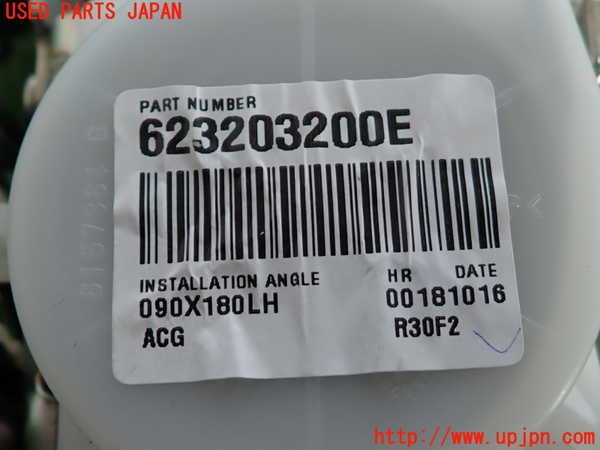 USED PARTS JAPAN
PART NUMBER
623203200E
INSTALLATION ANGLE
HR DATE
090X180LH
00181016
ACG
R30F2
http://www.upjpn.com/